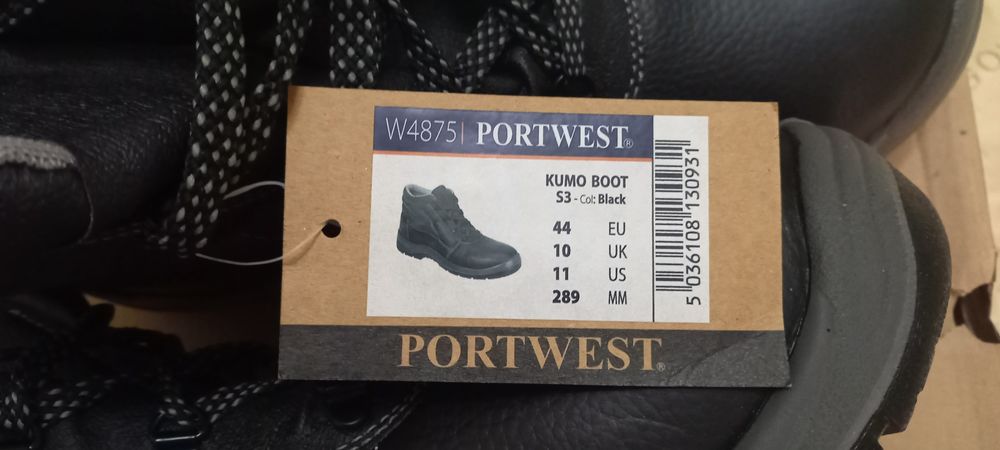 W4875| PORTWEST®
KUMO BOOT
S3 - Col: Black
44 EU
10 UK
11 US
289 MM
5 036108 130931
PORTWEST®